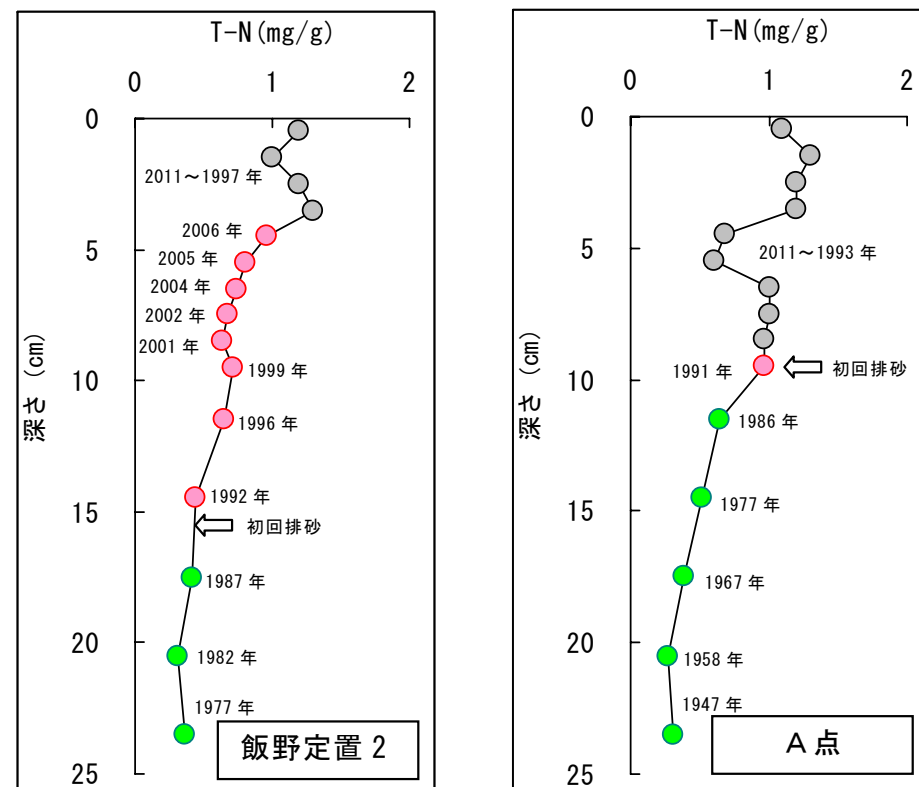 T-N(mg/g)
0 1 2
0
5
10
15
20
25
深さ (cm)
2011～1997 年
2006 年
2005 年
2004 年
2002 年
2001 年
1999 年
1996 年
1992 年
初回排砂
1987 年
1982 年
1977 年
飯野定置 2
T-N(mg/g)
0 1 2
0
5
10
15
20
25
深さ (cm)
2011～1993 年
1991 年
初回排砂
1986 年
1977 年
1967 年
1958 年
1947 年
A 点